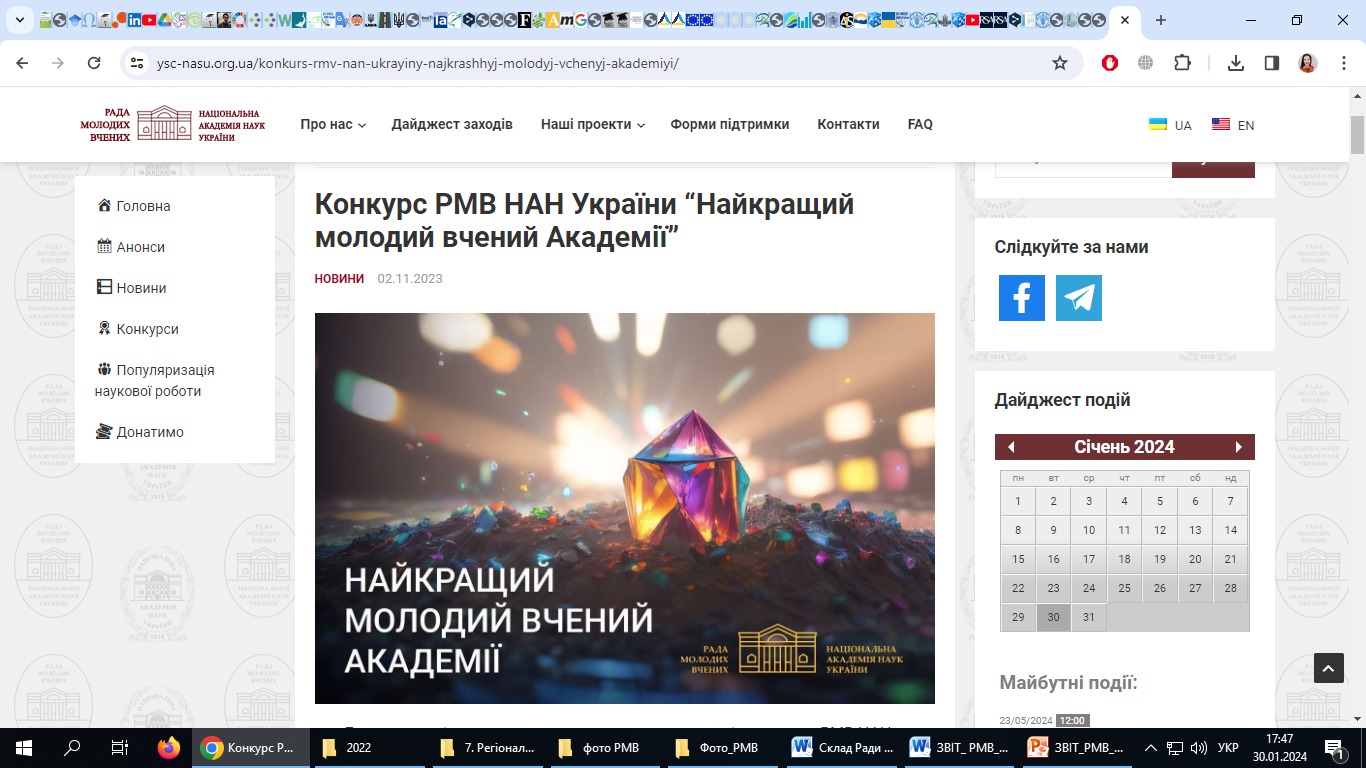 ysc-nasu.org.ua/konkurs-rmv-nan-ukrayiny-najkrashhyj-molodyj-vchenyj-akademiyi/
РАДА
МОЛОДИХ
ВЧЕНИХ
НАЦІОНАЛЬНА
АКАДЕМІЯ НАУК
УКРАЇНИ
Про нас
Дайджест заходів
Наші проекти
Форми підтримки
Контакти
FAQ
UA
EN
Головна
Анонси
Новини
Конкурси
Популяризація
наукової роботи
Донатимо
Конкурс РМВ НАН України “Найкращий
молодий вчений Академії”
НОВИНИ 02.11.2023
НАЙКРАЩИЙ
МОЛОДИЙ ВЧЕНИЙ
АКАДЕМІЇ
РАДА
МОЛОДИХ
ВЧЕНИХ
НАЦІОНАЛЬНА
АКАДЕМІЯ НАУК
УКРАЇНИ
Слідкуйте за нами
Дайджест подій
Січень 2024
пн вт ср чт пт сб нд
1 2 3 4 5 6 7
8 9 10 11 12 13 14
15 16 17 18 19 20 21
22 23 24 25 26 27 28
29 30 31
Майбутні події:
23/05/2024 12:00
Конкурс Р...
2022
7. Регіонал...
фото РМВ
Фото_РМВ
Склад Ради ...
ЗВІТ_ РМВ_...
ЗВІТ_РМВ_...
УКР
17:47
30.01.2024
1